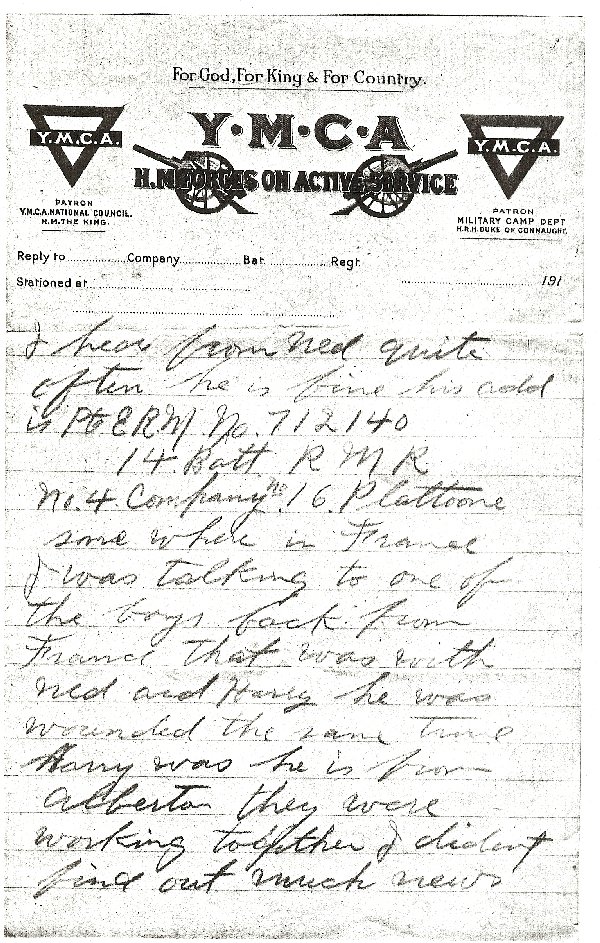 For God, For King & For Country.
Y·M·C·A
H.M. FORCES ON ACTIVE SERVICE
Y.M.C.A.
PATRON
Y.M.C.A. NATIONAL COUNCIL.
H.M. THE KING.
Y.M.C.A.
PATRON
MILITARY CAMP DEPT
H.R.H. DUKE OF CONNAUGHT.
Reply to Company Bat. Regt.
Stationed at 191
I hear from Ned quite
often he is fine his add
is Pte ERM No. 712140
14 Batt R M R
No. 4. Company no 16. Plattoone
some where in France
I was talking to one of
the boys back from
France that was with
Ned and Harry he was
wounded the same time
Harry was he is from
Alberton they were
working together I dident
find out much news